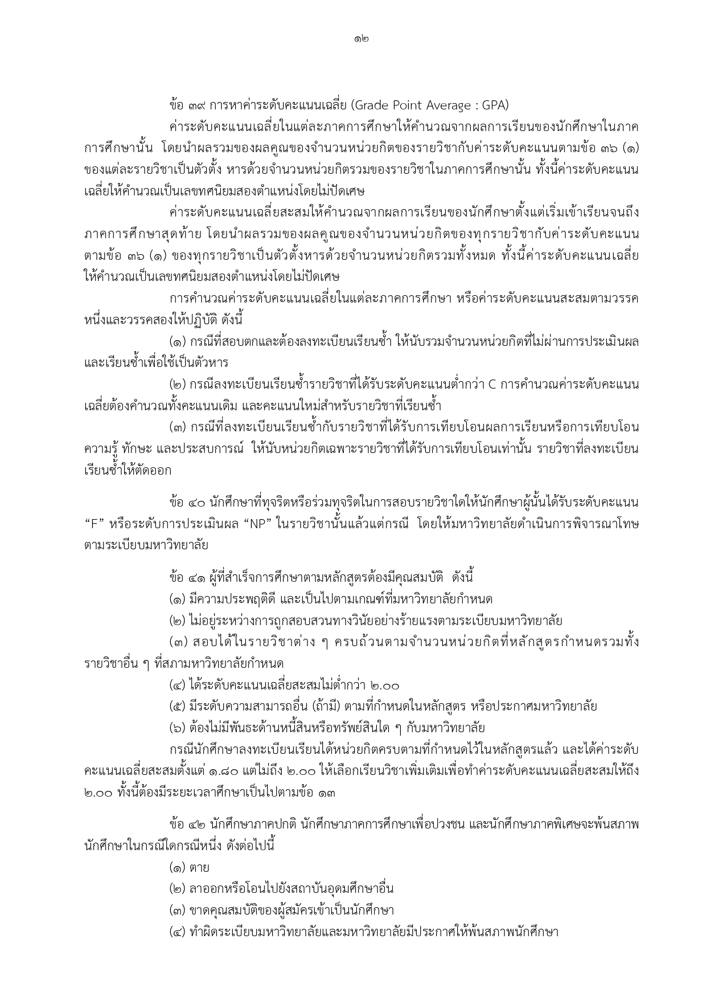 ๑๒
ข้อ ๓๙ การหาค่าระดับคะแนนเฉลี่ย (Grade Point Average : GPA)
ค่าระดับคะแนนเฉลี่ยในแต่ละภาคการศึกษาให้คำนวณจากผลการเรียนของนักศึกษาในภาค
การศึกษานั้น โดยนำผลรวมของผลคูณของจำนวนหน่วยกิตของรายวิชากับค่าระดับคะแนนตามข้อ ๓๖ (๑)
ของแต่ละรายวิชาเป็นตัวตั้ง หารด้วยจำนวนหน่วยกิตรวมของรายวิชาในภาคการศึกษานั้น ทั้งนี้ค่าระดับคะแนน
เฉลี่ยให้คำนวณเป็นเลขทศนิยมสองตำแหน่งโดยไม่ปัดเศษ
ค่าระดับคะแนนเฉลี่ยสะสมให้คำนวณจากผลการเรียนของนักศึกษาตั้งแต่เริ่มเข้าเรียนจนถึง
ภาคการศึกษาสุดท้าย โดยนำผลรวมของผลคูณของจำนวนหน่วยกิตของทุกรายวิชากับค่าระดับคะแนน
ตามข้อ ๓๖ (๑) ของทุกรายวิชาเป็นตัวตั้งหารด้วยจำนวนหน่วยกิตรวมทั้งหมด ทั้งนี้ค่าระดับคะแนนเฉลี่ย
ให้คำนวณเป็นเลขทศนิยมสองตำแหน่งโดยไม่ปัดเศษ
การคำนวณค่าระดับคะแนนเฉลี่ยในแต่ละภาคการศึกษา หรือค่าระดับคะแนนสะสมตามวรรค
หนึ่งและวรรคสองให้ปฏิบัติ ดังนี้
(๑) กรณีที่สอบตกและต้องลงทะเบียนเรียนซ้ำ ให้นับรวมจำนวนหน่วยกิตที่ไม่ผ่านการประเมินผล
และเรียนซ้ำเพื่อใช้เป็นตัวหาร
(๒) กรณีลงทะเบียนเรียนซ้ำรายวิชาที่ได้รับระดับคะแนนต่ำกว่า C การคำนวณค่าระดับคะแนน
เฉลี่ยต้องคำนวณทั้งคะแนนเดิม และคะแนนใหม่สำหรับรายวิชาที่เรียนซ้ำ
(๓) กรณีที่ลงทะเบียนเรียนซ้ำกับรายวิชาที่ได้รับการเทียบโอนผลการเรียนหรือการเทียบโอน
ความรู้ ทักษะ และประสบการณ์ ให้นับหน่วยกิตเฉพาะรายวิชาที่ได้รับการเทียบโอนเท่านั้น รายวิชาที่ลงทะเบียน
เรียนซ้ำให้ตัดออก
ข้อ ๔๐ นักศึกษาที่ทุจริตหรือร่วมทุจริตในการสอบรายวิชาใดให้นักศึกษาผู้นั้นได้รับระดับคะแนน
“F” หรือระดับการประเมินผล “NP” ในรายวิชานั้นแล้วแต่กรณี โดยให้มหาวิทยาลัยดำเนินการพิจารณาโทษ
ตามระเบียบมหาวิทยาลัย
ข้อ ๔๑ ผู้ที่สำเร็จการศึกษาตามหลักสูตรต้องมีคุณสมบัติ ดังนี้
(๑) มีความประพฤติดี และเป็นไปตามเกณฑ์ที่มหาวิทยาลัยกำหนด
(๒) ไม่อยู่ระหว่างการถูกสอบสวนทางวินัยอย่างร้ายแรงตามระเบียบมหาวิทยาลัย
(๓) สอบได้ในรายวิชาต่าง ๆ ครบถ้วนตามจำนวนหน่วยกิตที่หลักสูตรกำหนดรวมทั้ง
รายวิชาอื่น ๆ ที่สภามหาวิทยาลัยกำหนด
(๔) ได้ระดับคะแนนเฉลี่ยสะสมไม่ต่ำกว่า ๒.๐๐
(๕) มีระดับความสามารถอื่น (ถ้ามี) ตามที่กำหนดในหลักสูตร หรือประกาศมหาวิทยาลัย
(๖) ต้องไม่มีพันธะด้านหนี้สินหรือทรัพย์สินใด ๆ กับมหาวิทยาลัย
กรณีนักศึกษาลงทะเบียนเรียนได้หน่วยกิตครบตามที่กำหนดไว้ในหลักสูตรแล้ว และได้ค่าระดับ
คะแนนเฉลี่ยสะสมตั้งแต่ ๑.๘๐ แต่ไม่ถึง ๒.๐๐ ให้เลือกเรียนวิชาเพิ่มเติมเพื่อทำค่าระดับคะแนนเฉลี่ยสะสมให้ถึง
๒.๐๐ ทั้งนี้ต้องมีระยะเวลาศึกษาเป็นไปตามข้อ ๑๓
ข้อ ๔๒ นักศึกษาภาคปกติ นักศึกษาภาคการศึกษาเพื่อปวงชน และนักศึกษาภาคพิเศษจะพ้นสภาพ
นักศึกษาในกรณีใดกรณีหนึ่ง ดังต่อไปนี้
(๑) ตาย
(๒) ลาออกหรือโอนไปยังสถาบันอุดมศึกษาอื่น
(๓) ขาดคุณสมบัติของผู้สมัครเข้าเป็นนักศึกษา
(๔) ทำผิดระเบียบมหาวิทยาลัยและมหาวิทยาลัยมีประกาศให้พ้นสภาพนักศึกษา